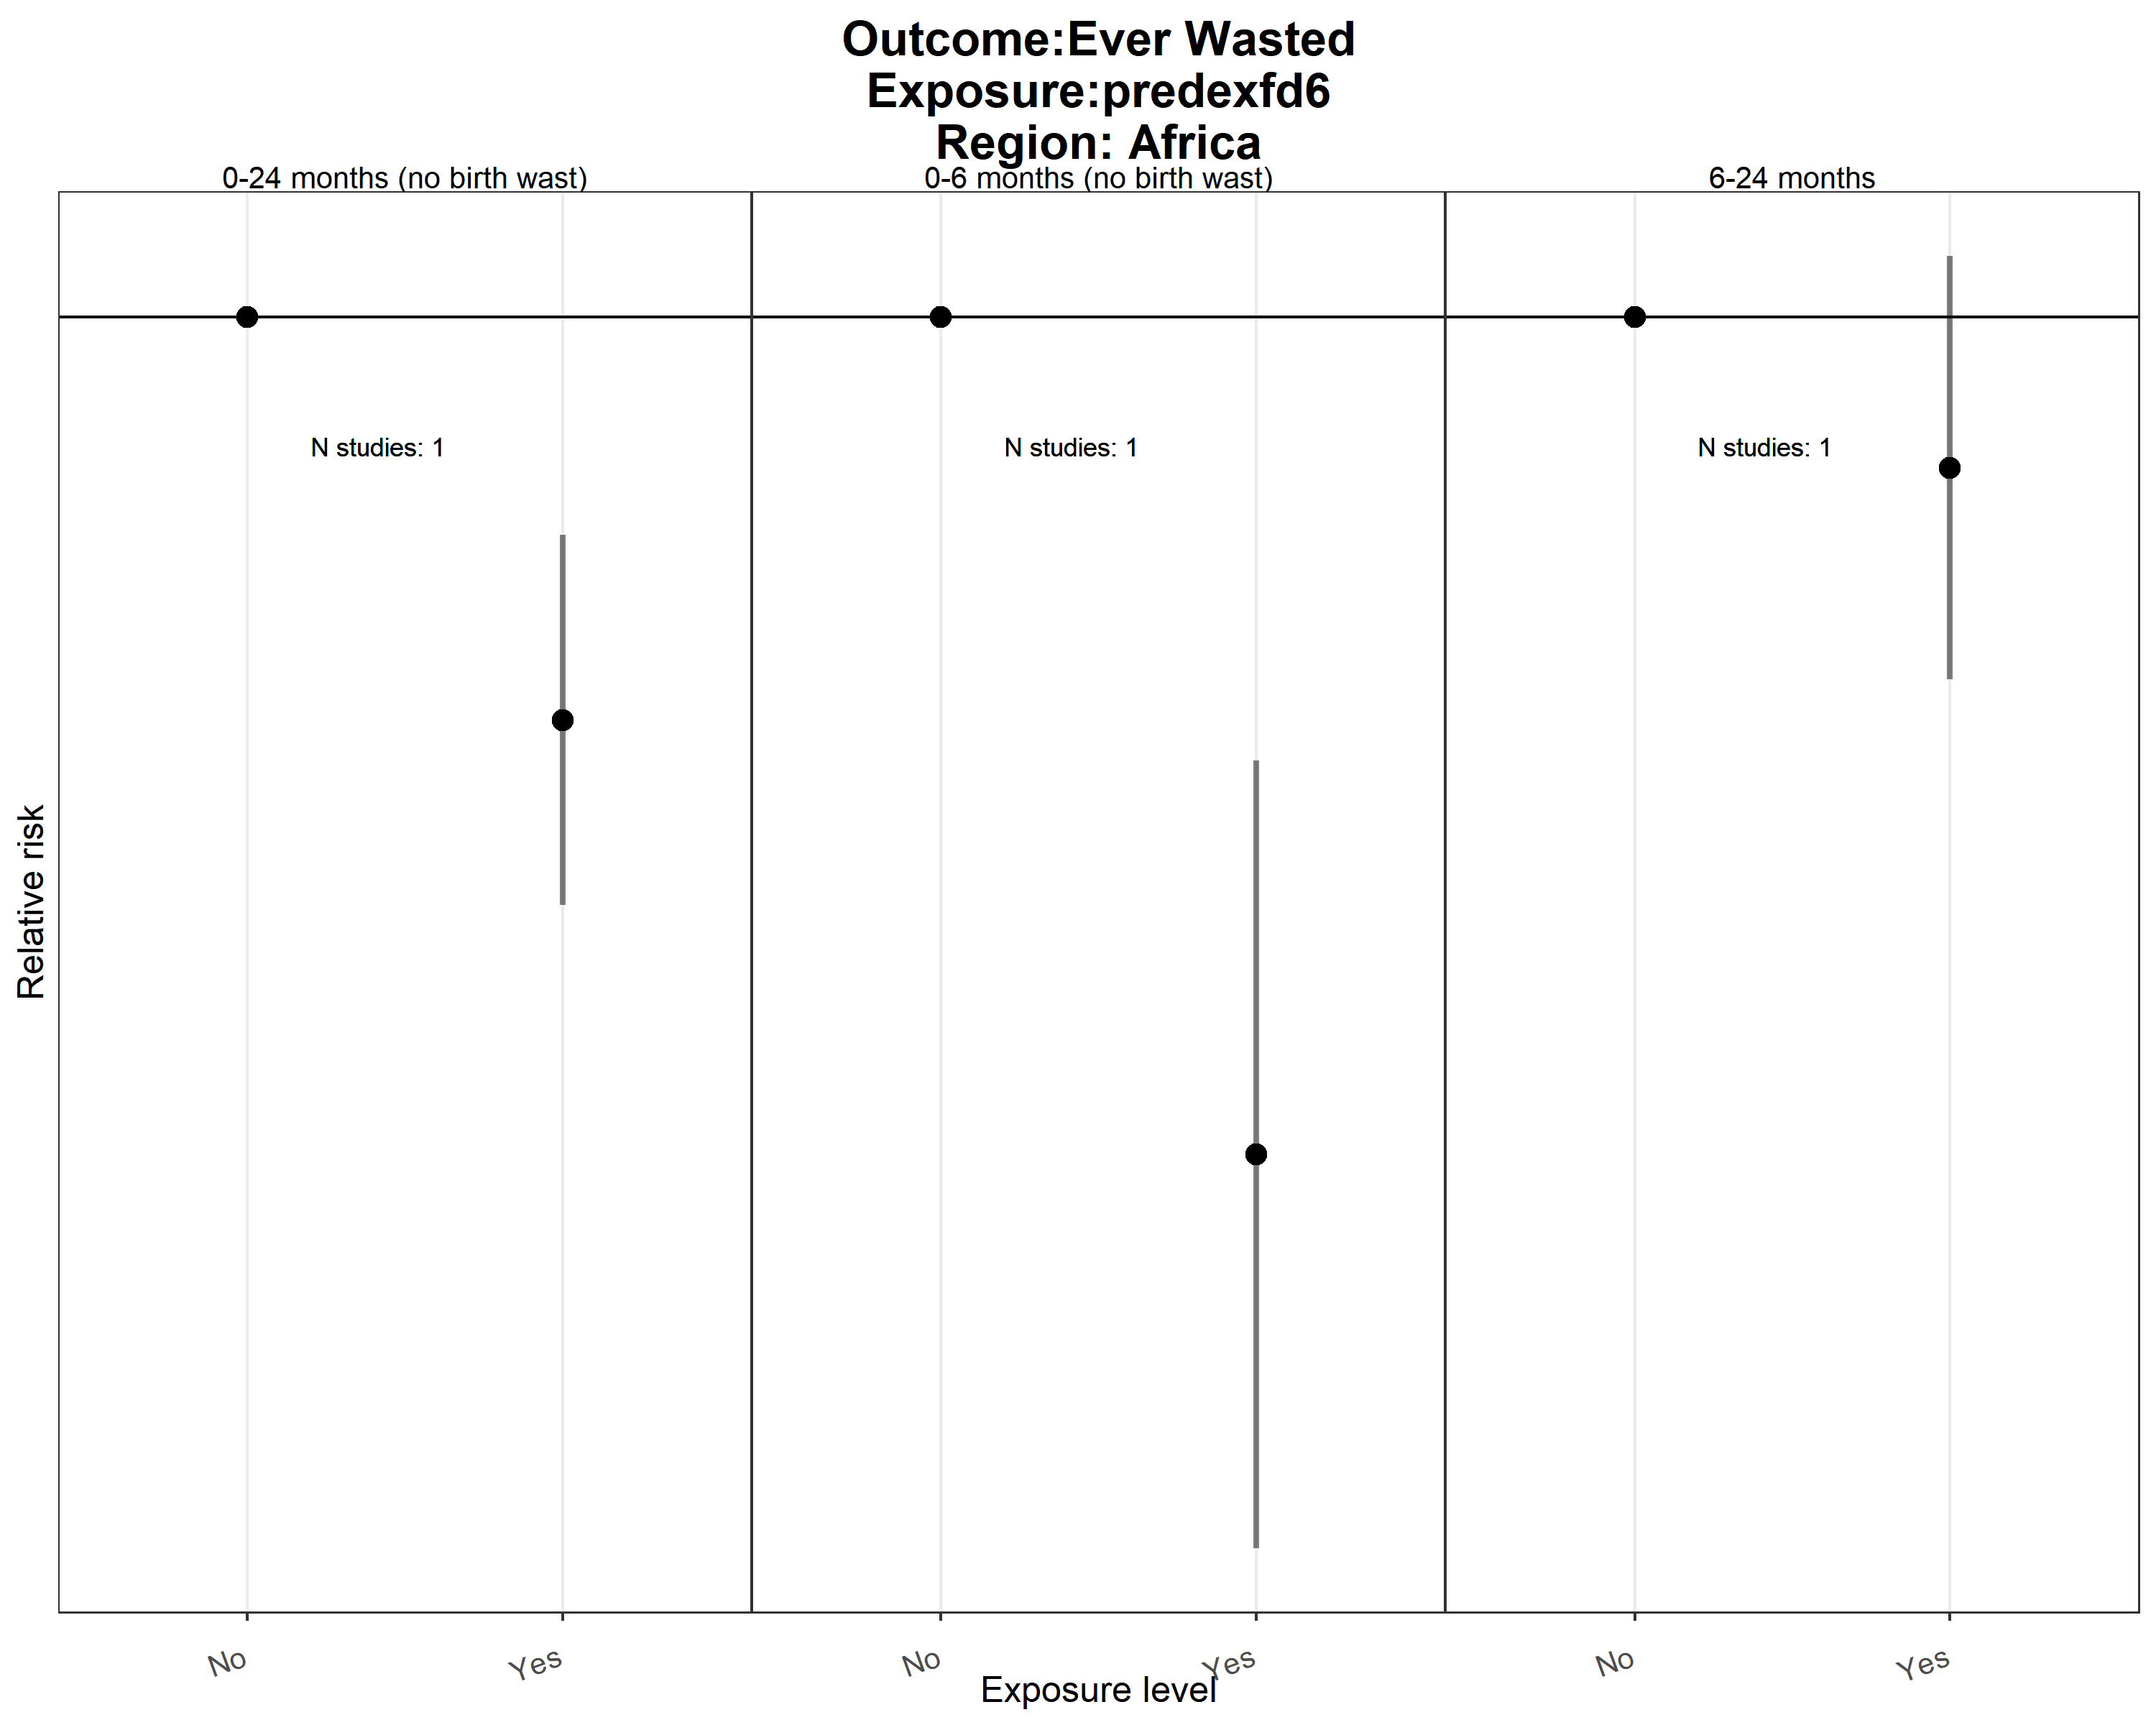 Outcome:Ever Wasted
Exposure:predexfd6
Region: Africa
0-24 months (no birth wast)
0-6 months (no birth wast)
6-24 months
N studies: 1
N studies: 1
N studies: 1
Relative risk
No
Yes
No
Yes
No
Yes
Exposure level